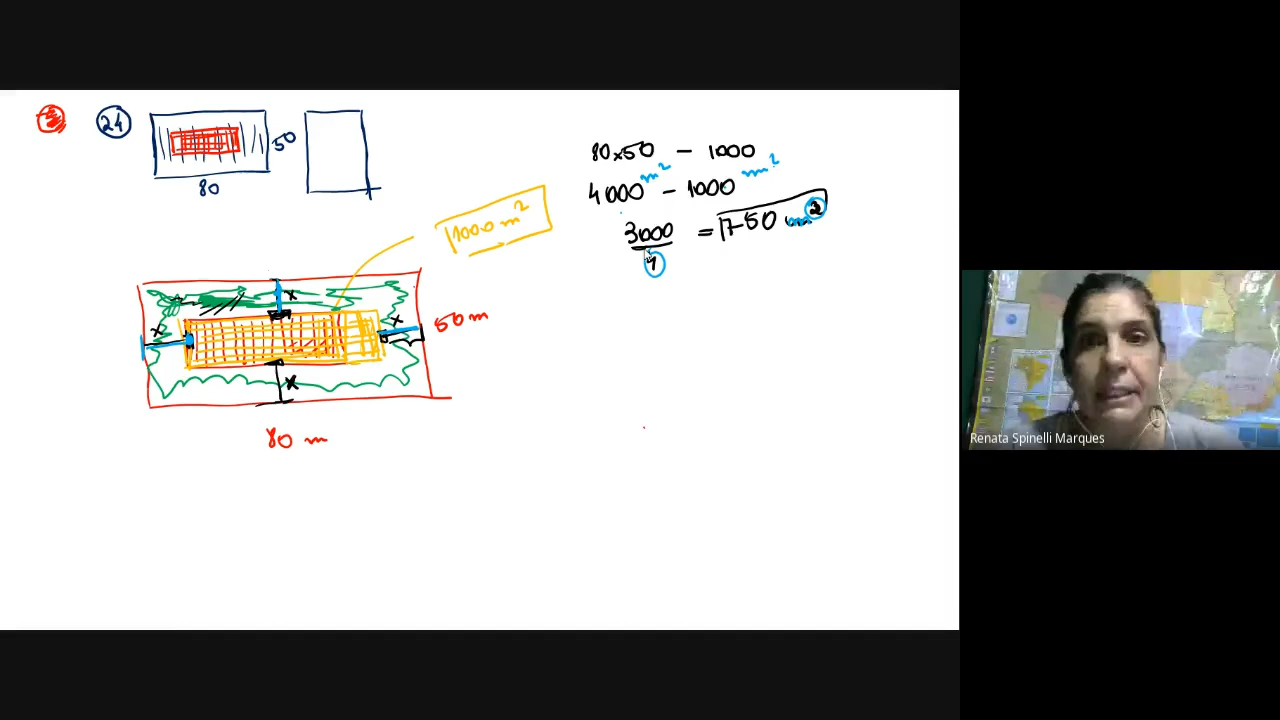 24
50
80
80x50 - 1000
4000 m² - 1000 m²
3000 = 750 m²
4
1000 m²
x
x
x
x
50 m
80 m
Renata Spinelli Marques